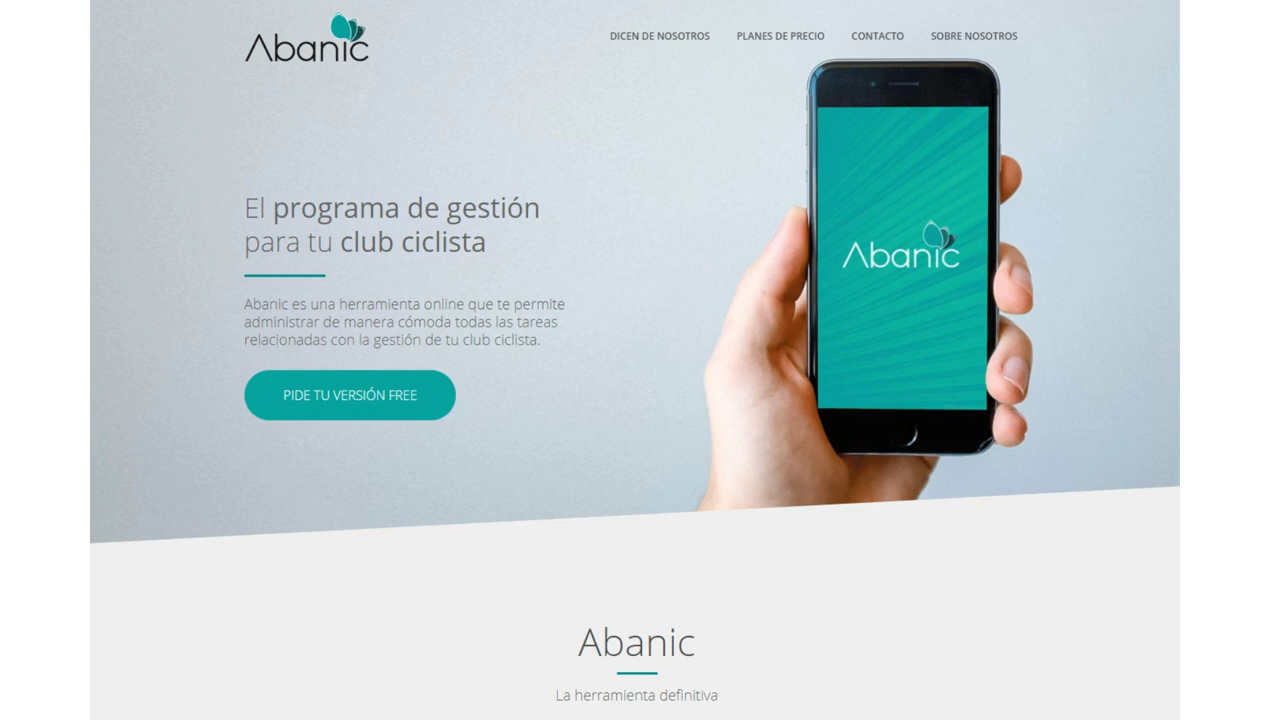 Abanic
DICEN DE NOSOTROS
PLANES DE PRECIO
CONTACTO
SOBRE NOSOTROS
El programa de gestión
para tu club ciclista
Abanic es una herramienta online que te permite
administrar de manera cómoda todas las tareas
relacionadas con la gestión de tu club ciclista.
PIDE TU VERSIÓN FREE
Abanic
Abanic
La herramienta definitiva